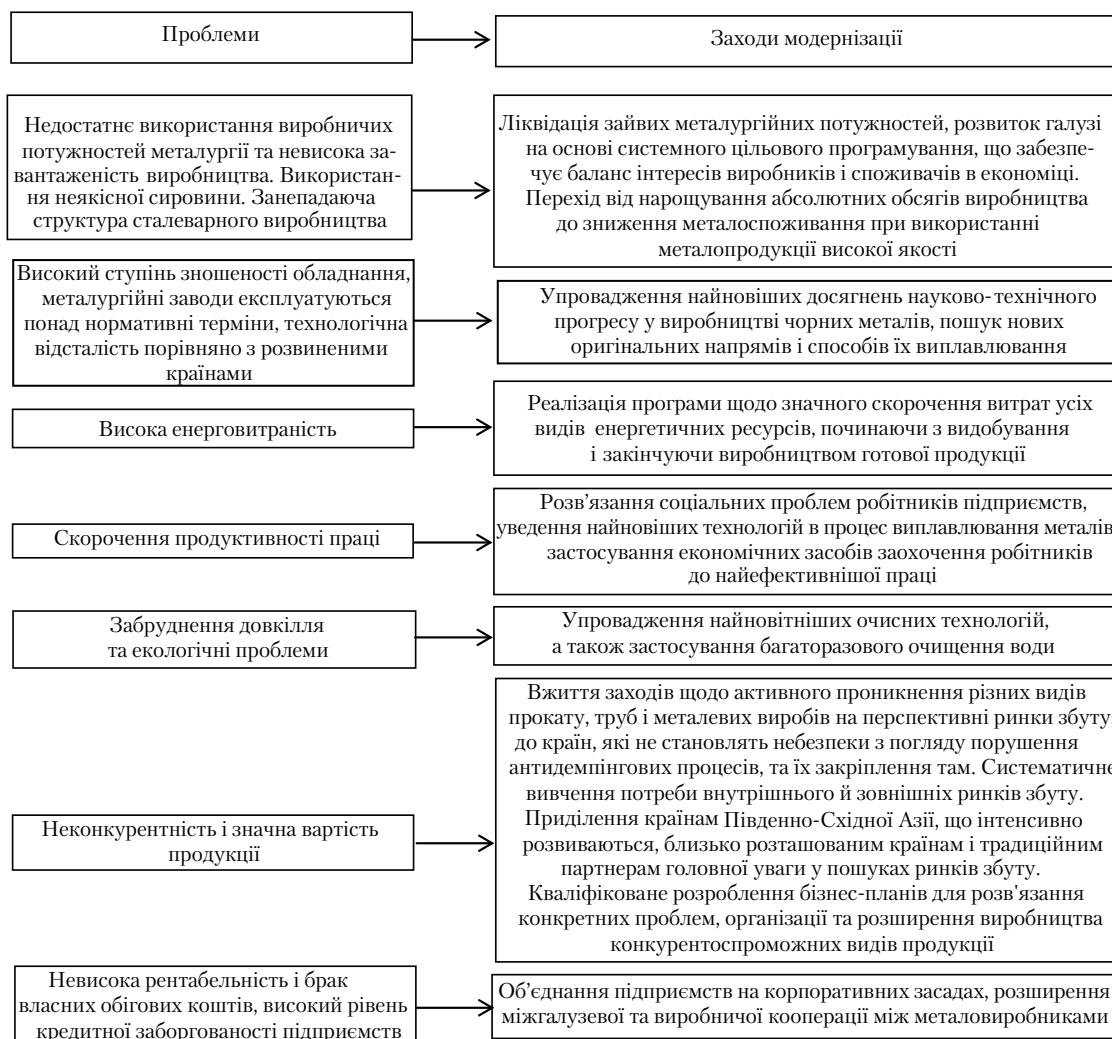 Проблеми
Заходи модернізації
Недостатнє використання виробничих
потужностей металургії та невисока за-
вантаженість виробництва. Використан-
ня неякісної сировини. Занепадаюча
структура сталеварного виробництва
Ліквідація зайвих металургійних потужностей, розвиток галузі
на основі системного цільового програмування, що забезпе-
чує баланс інтересів виробників і споживачів в економіці.
Перехід від нарощування абсолютних обсягів виробництва
до зниження металоспоживання при використанні
металопродукції високої якості
Високий ступінь зношеності обладнання,
металургійні заводи експлуатуються
понад нормативні терміни, технологічна
відсталість порівняно з розвиненими
країнами
Упровадження найновіших досягнень науково-технічного
прогресу у виробництві чорних металів, пошук нових
оригінальних напрямів і способів їх виплавлювання
Висока енерговитраність
Реалізація програми щодо значного скорочення витрат усіх
видів енергетичних ресурсів, починаючи з видобування
і закінчуючи виробництвом готової продукції
Скорочення продуктивності праці
Розв'язання соціальних проблем робітників підприємств,
уведення найновіших технологій в процес виплавлювання металів
застосування економічних засобів заохочення робітників
до найефективнішої праці
Забруднення довкілля
та екологічні проблеми
Упровадження найновітніших очисних технологій,
а також застосування багаторазового очищення води
Неконкурентність і значна вартість
продукції
Вжиття заходів щодо активного проникнення різних видів
прокату, труб і металевих виробів на перспективні ринки збуту,
до країн, які не становлять небезпеки з погляду порушення
антидемпінгових процесів, та їх закріплення там. Систематичне
вивчення потреби внутрішнього й зовнішніх ринків збуту.
Приділення країнам Південно-Східної Азії, що інтенсивно
розвиваються, близько розташованим країнам і традиційним
партнерам головної уваги у пошуках ринків збуту.
Кваліфіковане розроблення бізнес-планів для розв'язання
конкретних проблем, організації та розширення виробництва
конкурентоспроможних видів продукції
Невисока рентабельність і брак
власних обігових коштів, високий рівень
кредитної заборгованості підприємств
Об'єднання підприємств на корпоративних засадах, розширення
міжгалузевої та виробничої кооперації між металовиробниками